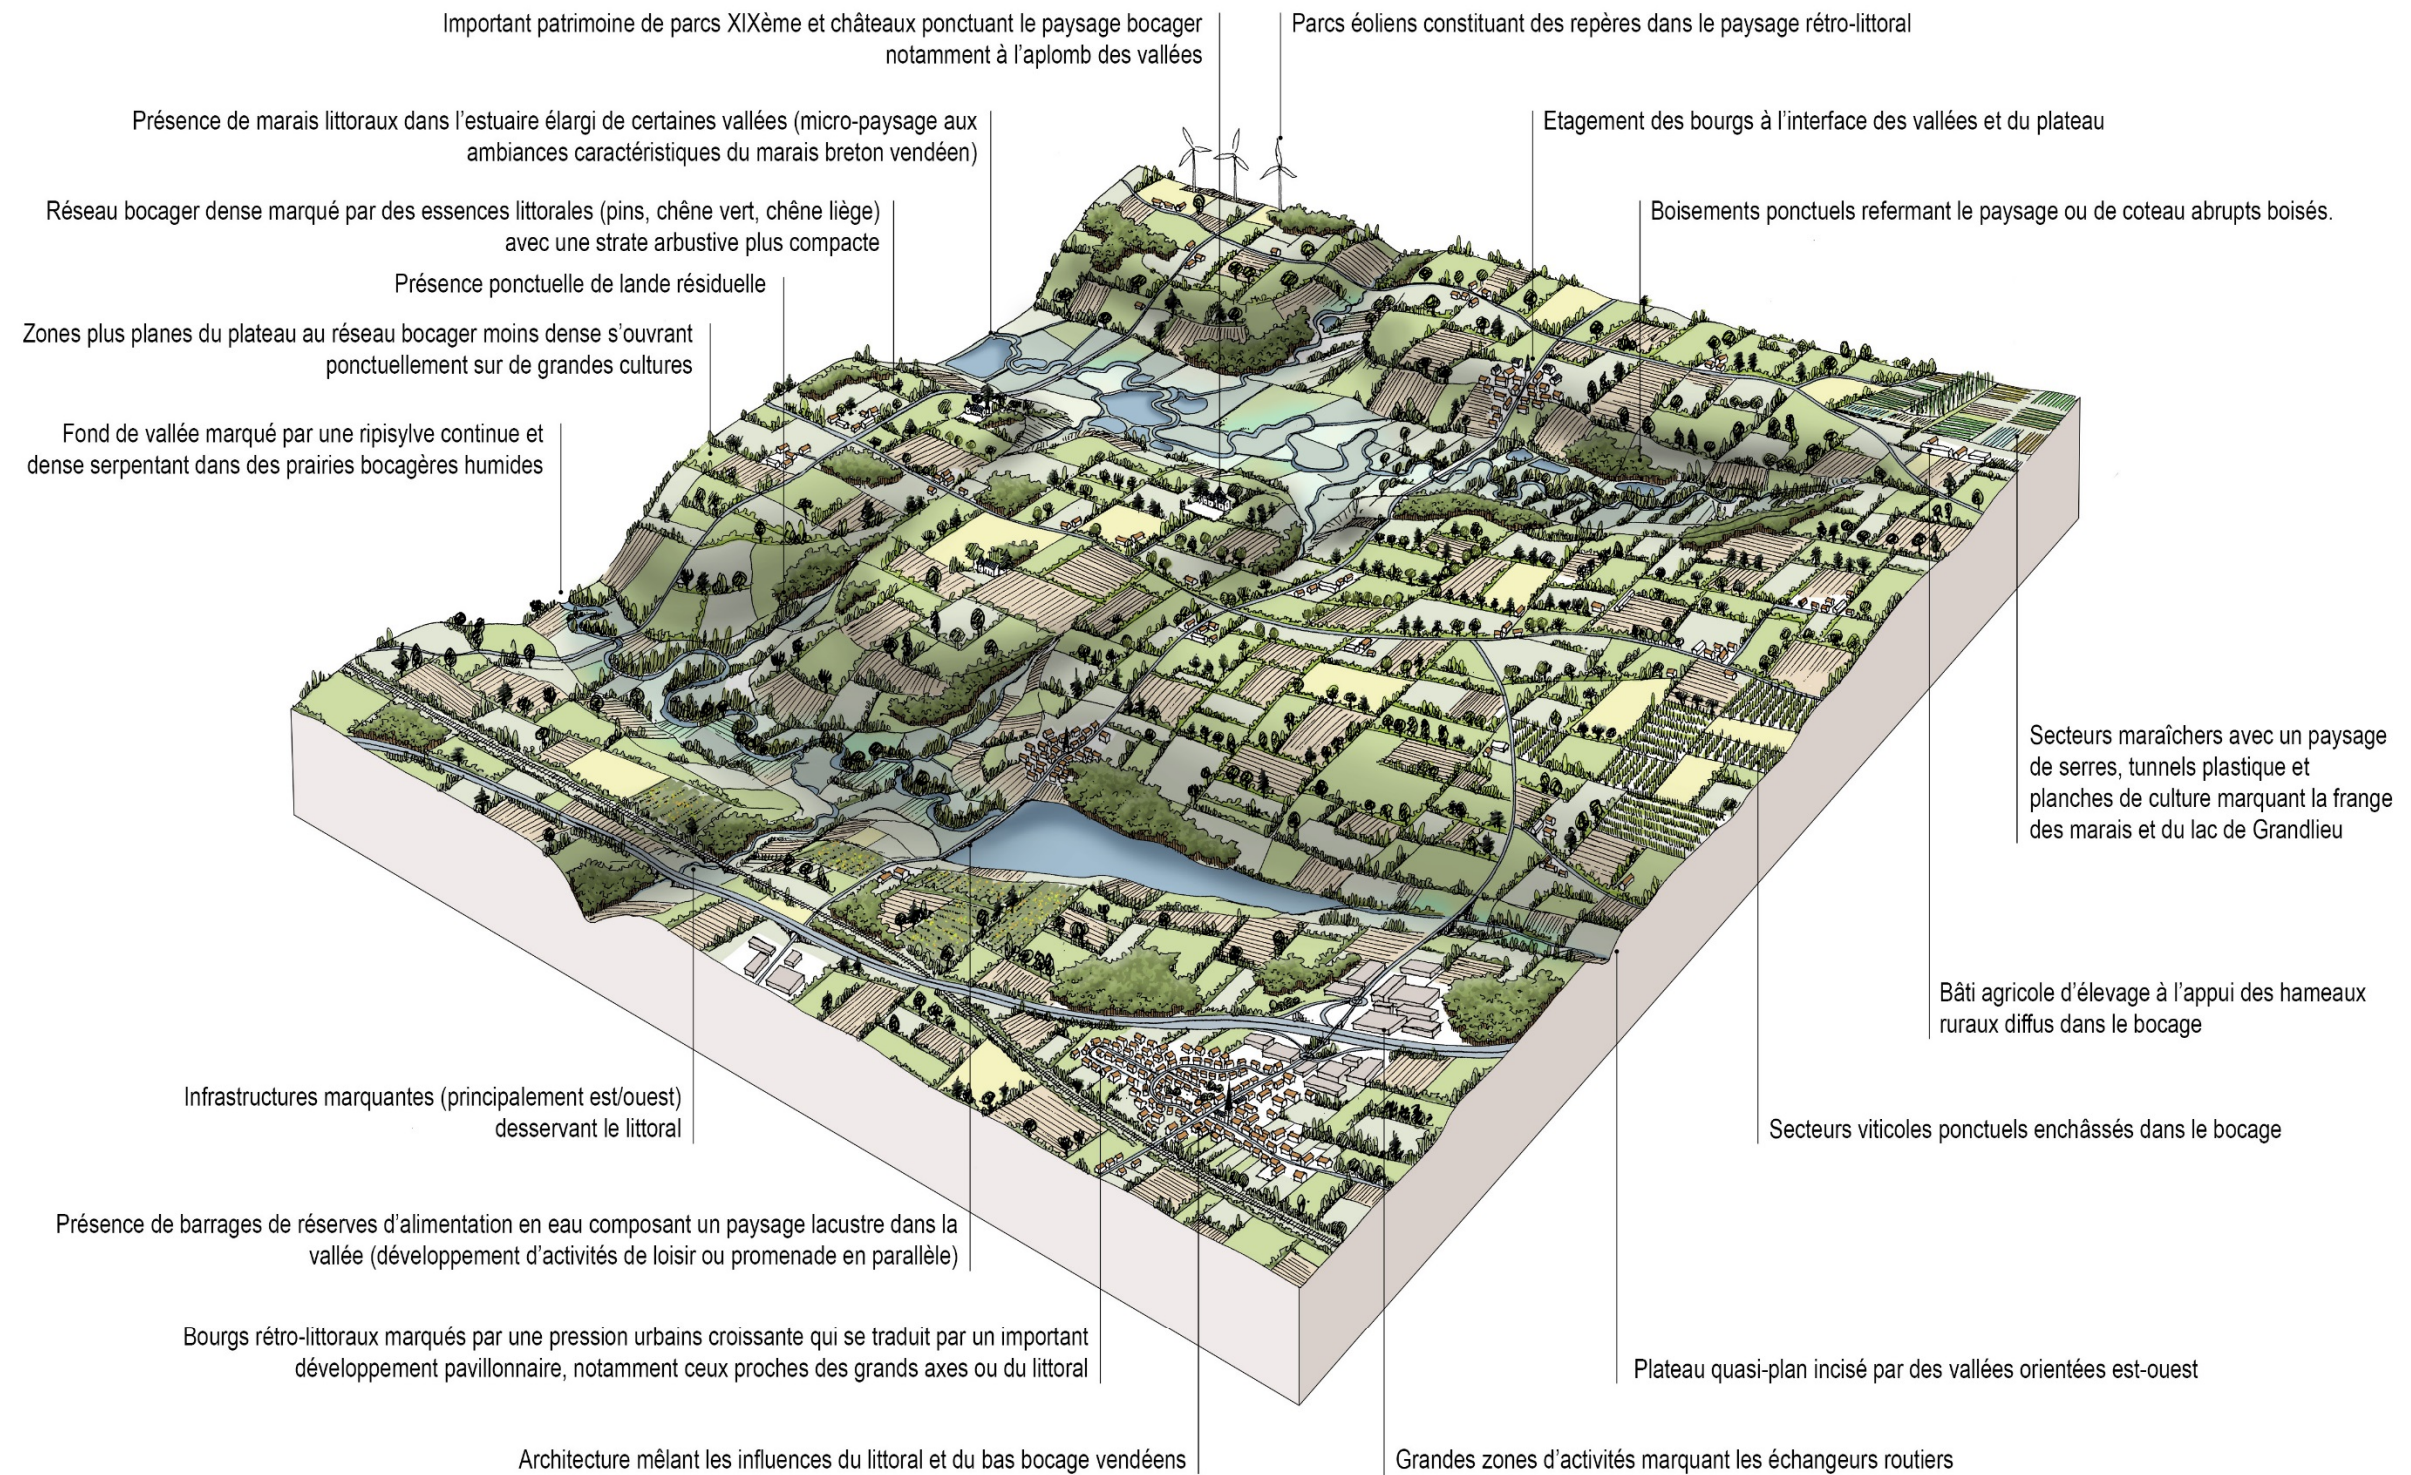 Important patrimoine de parcs XIXème et châteaux ponctuant le paysage bocager
notamment à l'aplomb des vallées
Parcs éoliens constituant des repères dans le paysage rétro-littoral
Présence de marais littoraux dans l'estuaire élargi de certaines vallées (micro-paysage aux
ambiances caractéristiques du marais breton vendéen)
Etagement des bourgs à l'interface des vallées et du plateau
Réseau bocager dense marqué par des essences littorales (pins, chêne vert, chêne liège)
avec une strate arbustive plus compacte
Boisements ponctuels refermant le paysage ou de coteau abrupts boisés.
Présence ponctuelle de lande résiduelle
Zones plus planes du plateau au réseau bocager moins dense s'ouvrant
ponctuellement sur de grandes cultures
Fond de vallée marqué par une ripisylve continue et
dense serpentant dans des prairies bocagères humides
Secteurs maraîchers avec un paysage
de serres, tunnels plastique et
planches de culture marquant la frange
des marais et du lac de Grandlieu
Bâti agricole d'élevage à l'appui des hameaux
ruraux diffus dans le bocage
Infrastructures marquantes (principalement est/ouest)
desservant le littoral
Secteurs viticoles ponctuels enchâssés dans le bocage
Présence de barrages de réserves d'alimentation en eau composant un paysage lacustre dans la
vallée (développement d'activités de loisir ou promenade en parallèle)
Bourgs rétro-littoraux marqués par une pression urbains croissante qui se traduit par un important
développement pavillonnaire, notamment ceux proches des grands axes ou du littoral
Plateau quasi-plan incisé par des vallées orientées est-ouest
Architecture mêlant les influences du littoral et du bas bocage vendéens
Grandes zones d'activités marquant les échangeurs routiers